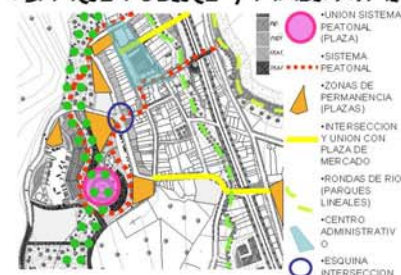 •UNION SISTEMA
PEATONAL
(PLAZA)
•SISTEMA
PEATONAL
•ZONAS DE
PERMANENCIA
(PLAZAS)
•INTERSECCION
Y UNION CON
PLAZA DE
MERCADO
•RONDAS DE RIO
(PARQUES
LINEALES)
•CENTRO
ADMINISTRATIV
O
•ESQUINA
INTERSECCION